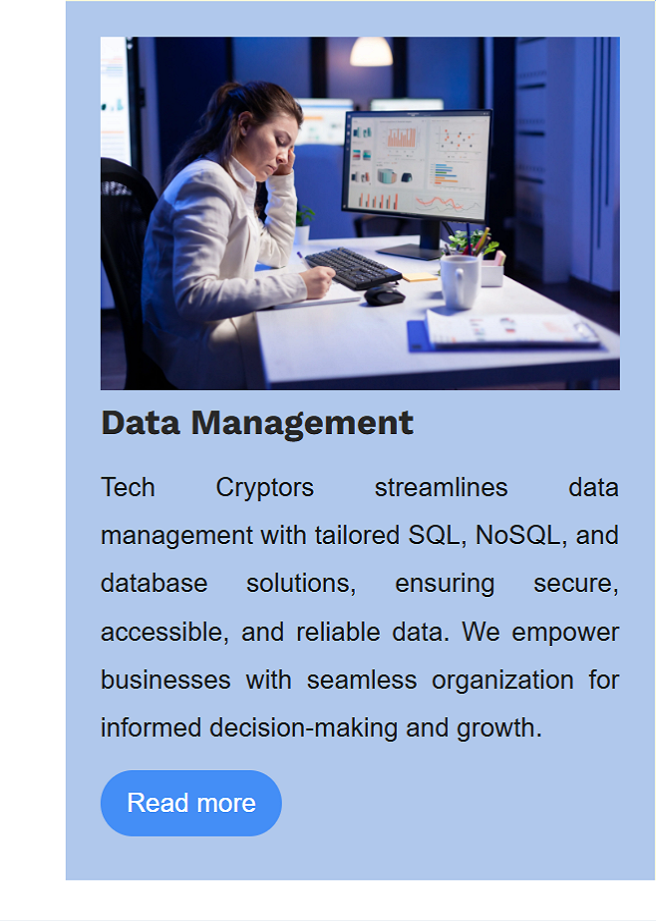 Data Management
Tech Cryptors streamlines data
management with tailored SQL, NoSQL, and
database solutions, ensuring secure,
accessible, and reliable data. We empower
businesses with seamless organization for
informed decision-making and growth.
Read more